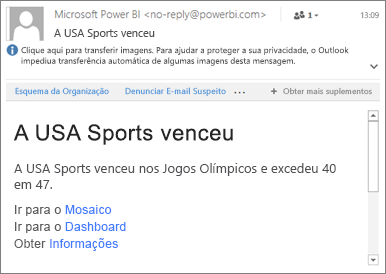 Microsoft Power BI <no-reply@powerbi.com> 1 13:09
A USA Sports venceu
Clique aqui para transferir imagens. Para ajudar a proteger a sua privacidade, o Outlook
impediua transferência automática de algumas imagens desta mensagem.
Esquema da Organização Denunciar E-mail Suspeito ... + Obter mais suplementos
A USA Sports venceu
A USA Sports venceu nos Jogos Olímpicos e excedeu 40
em 47.
Ir para o Mosaico
Ir para o Dashboard
Obter Informações